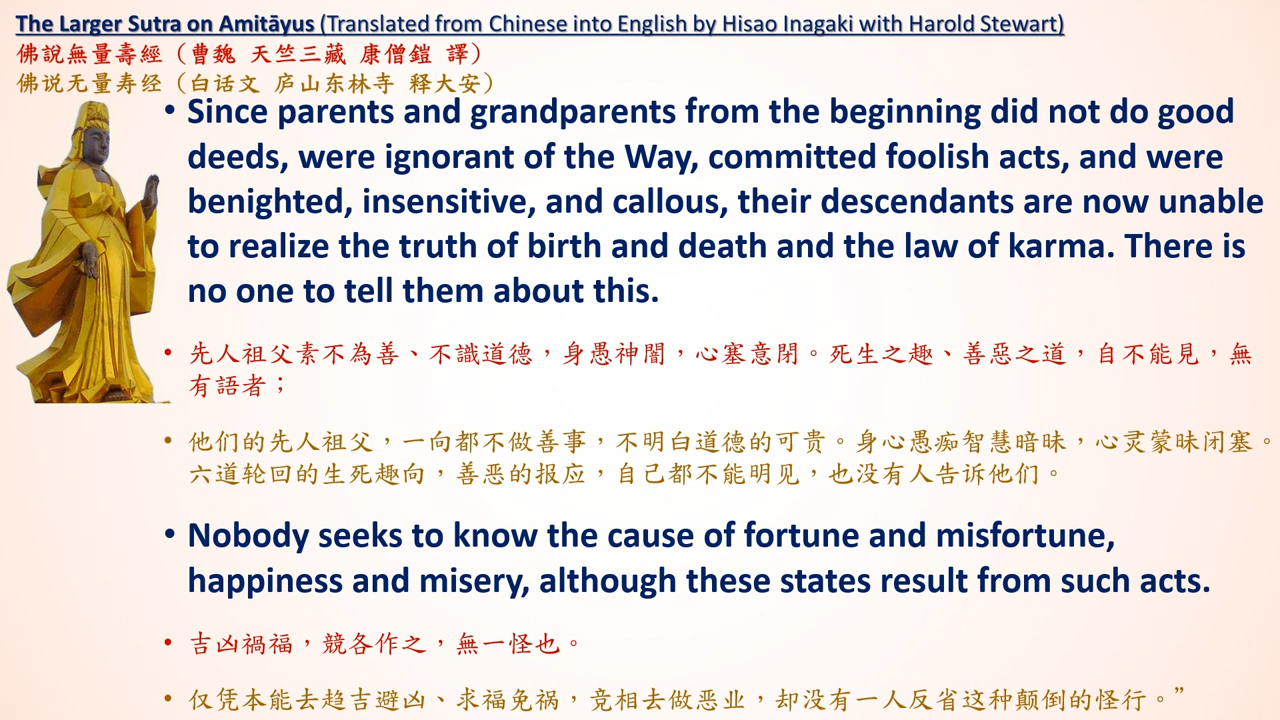 The Larger Sutra on Amitāyus (Translated from Chinese into English by Hisao Inagaki with Harold Stewart)
佛說無量壽經（曹魏 天竺三藏 康僧鎧 譯）
佛说无量寿经（白话文 庐山东林寺 释大安）
• Since parents and grandparents from the beginning did not do good
deeds, were ignorant of the Way, committed foolish acts, and were
benighted, insensitive, and callous, their descendants are now unable
to realize the truth of birth and death and the law of karma. There is
no one to tell them about this.
• 先人祖父素不為善、不識道德，身愚神闇，心塞意閉。死生之趣、善惡之道，自不能見，無
有語者；
• 他们的先人祖父，一向都不做善事，不明白道德的可贵。身心愚痴智慧暗昧，心灵蒙昧闭塞。
六道轮回的生死趣向，善恶的报应，自己都不能明见，也没有人告诉他们。
• Nobody seeks to know the cause of fortune and misfortune,
happiness and misery, although these states result from such acts.
• 吉凶禍福，競各作之，無一怪也。
• 仅凭本能去趋吉避凶、求福免祸，竞相去做恶业，却没有一人反省这种颠倒的怪行。”